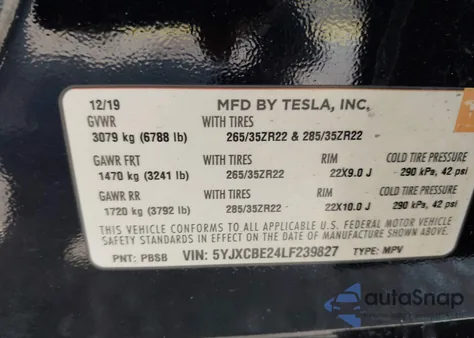 12/19 MFD BY TESLA, INC.
GVWR WITH TIRES
3079 kg (6788 lb) 265/35ZR22 & 285/35ZR22
GAWR FRT WITH TIRES RIM COLD TIRE PRESSURE
1470 kg (3241 lb) 265/35ZR22 22X9.0 J 290 kPa, 42 psi
GAWR RR WITH TIRES RIM COLD TIRE PRESSURE
1720 kg (3792 lb) 285/35ZR22 22X10.0 J 290 kPa, 42 psi
THIS VEHICLE CONFORMS TO ALL APPLICABLE U.S. FEDERAL MOTOR VEHICLE
SAFETY STANDARDS IN EFFECT ON THE DATE OF MANUFACTURE SHOWN ABOVE.
PNT: PBSB VIN: 5YJXCBE24LF239827 TYPE: MPV
autoSnap